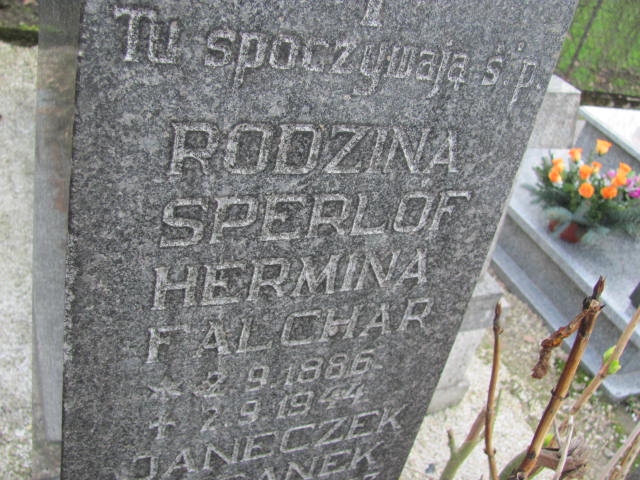 Tu spoczywają ś.p.
RODZINA
SPERLOF
HERMINA
FALCHAR
* 2.9.1886
+ 2.9.1944
JANECZEK